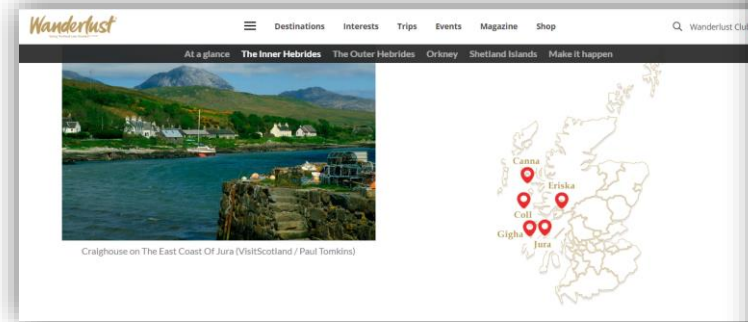 Wanderlust
Destinations Interests Trips Events Magazine Shop Wanderlust Club
At a glance The Inner Hebrides The Outer Hebrides Orkney Shetland Islands Make it happen
Canna
Eriska
Coll
Gigha
Jura
Craighouse on The East Coast Of Jura (VisitScotland / Paul Tomkins)